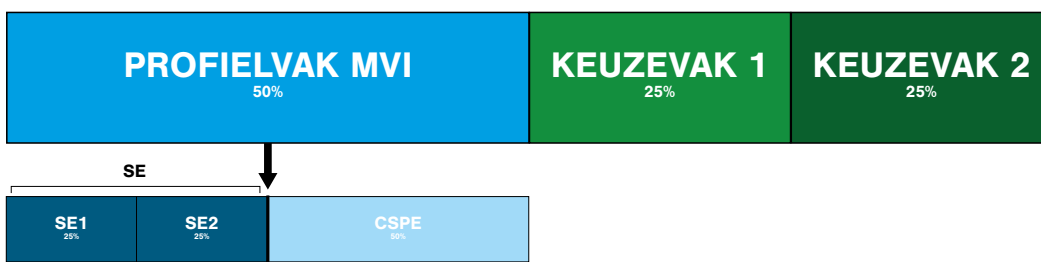 PROFIELVAK MVI
50%
KEUZEVAK 1
25%
KEUZEVAK 2
25%
SE
SE1
25%
SE2
25%
CSPE
50%